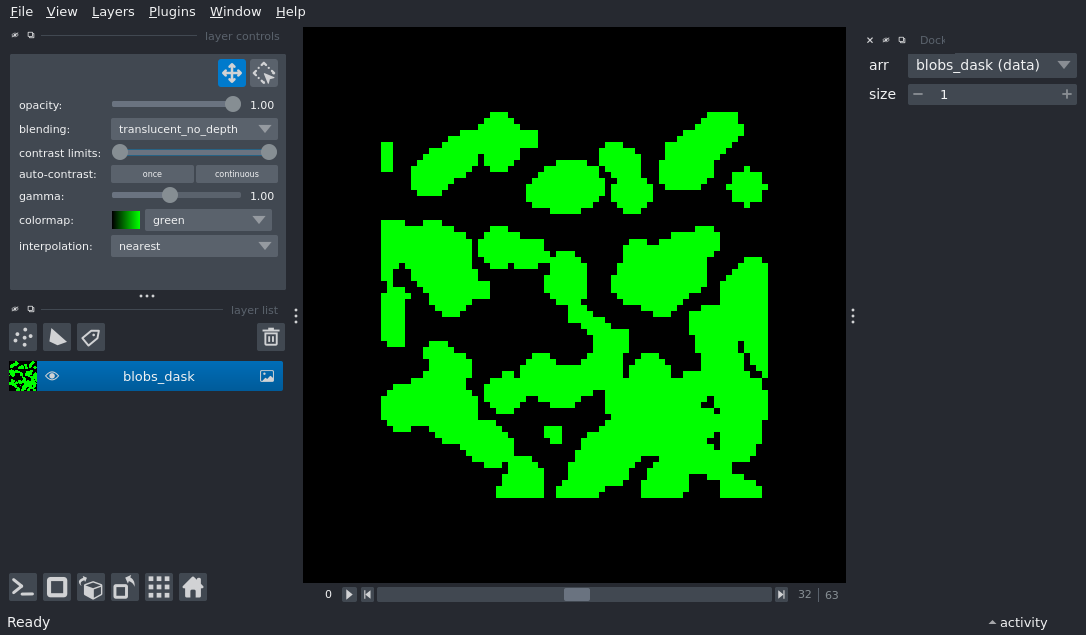 File View Layers Plugins Window Help
layer controls
opacity: 1.00
blending: translucent_no_depth
contrast limits:
auto-contrast: once continuous
gamma: 1.00
colormap: green
interpolation: nearest
layer list
blobs_dask
0 32 63
Dock
arr blobs_dask (data)
size 1
Ready
activity